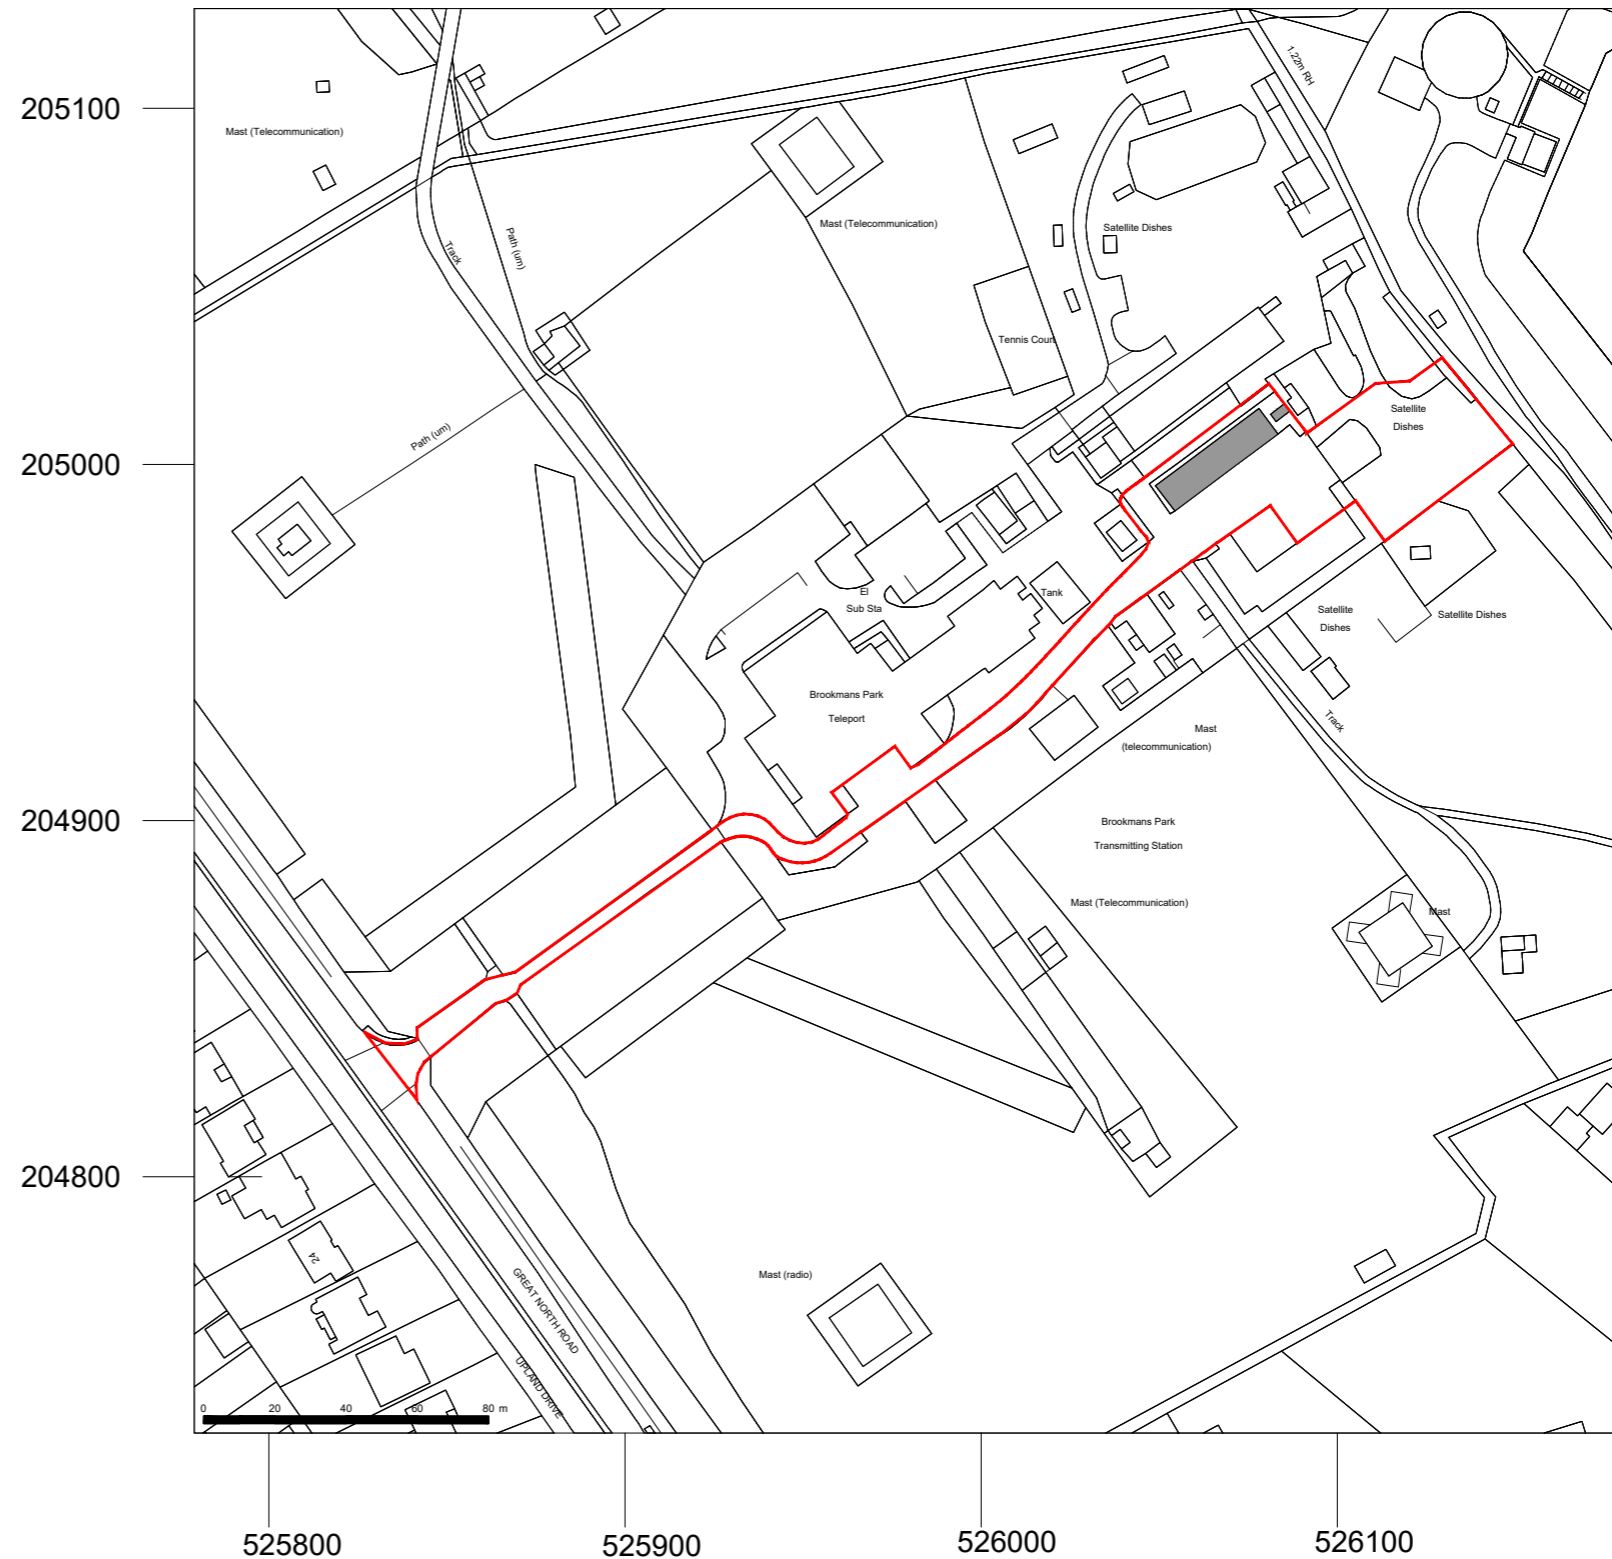 1.22m RH
205100
Mast (Telecommunication)
Mast (Telecommunication)
Satellite Dishes
Path (um)
Track
Tennis Cour
Satellite
Dishes
Path (um)
205000
El
Sub Sta
Tank
Satellite
Dishes
Satellite Dishes
Brookmans Park
Teleport
Track
Mast
(telecommunication)
204900
Brookmans Park
Transmitting Station
Mast (Telecommunication)
Mast
204800
24
Mast (radio)
GREAT NORTH ROAD
UPLAND DRIVE
0 20 40 60 80 m
525800 525900 526000 526100